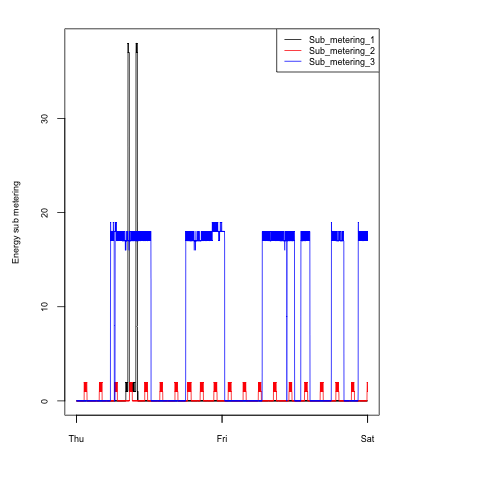 Sub_metering_1
Sub_metering_2
Sub_metering_3
Energy sub metering
30
20
10
0
Thu Fri Sat